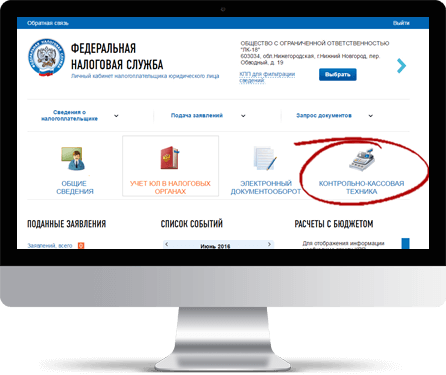 Обратная связь
Выйти
ФЕДЕРАЛЬНАЯ
НАЛОГОВАЯ СЛУЖБА
Личный кабинет налогоплательщика юридического лица
ОБЩЕСТВО С ОГРАНИЧЕННОЙ ОТВЕТСТВЕННОСТЬЮ
"ЛК-18"
603034, обл.Нижегородская, г.Нижний Новгород, пер.
Обводный, д. 19
КПП для фильтрации
сведений
Выбрать
Сведения о
налогоплательщике
Подача заявлений
Запрос документов
ОБЩИЕ
СВЕДЕНИЯ
УЧЕТ ЮЛ В НАЛОГОВЫХ
ОРГАНАХ
ЭЛЕКТРОННЫЙ
ДОКУМЕНТООБОРОТ
КОНТРОЛЬНО-КАССОВАЯ
ТЕХНИКА
ПОДАННЫЕ ЗАЯВЛЕНИЯ
СПИСОК СОБЫТИЙ
РАСЧЕТЫ С БЮДЖЕТОМ
Заявлений, всего 0
Июнь 2016
Для отображения информации